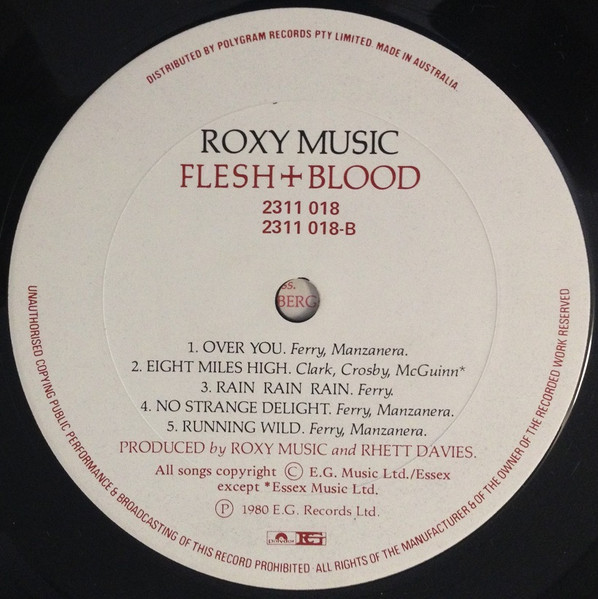 DISTRIBUTED BY POLYGRAM RECORDS PTY LIMITED. MADE IN AUSTRALIA.
ROXY MUSIC
FLESH+BLOOD
2311 018
2311 018-B
ss.
BERG
1. OVER YOU. Ferry, Manzanera.
2. EIGHT MILES HIGH. Clark, Crosby, McGuinn*
3. RAIN RAIN RAIN. Ferry.
4. NO STRANGE DELIGHT. Ferry, Manzanera.
5. RUNNING WILD. Ferry, Manzanera.
PRODUCED by ROXY MUSIC and RHETT DAVIES.
All songs copyright Ⓒ E.G. Music Ltd./Essex
except *Essex Music Ltd.
Ⓟ 1980 E.G. Records Ltd.
polydor EG
UNAUTHORISED COPYING PUBLIC PERFORMANCE & BROADCASTING OF THIS RECORD PROHIBITED · ALL RIGHTS OF THE MANUFACTURER & OF THE OWNER OF THE RECORDED WORK RESERVED